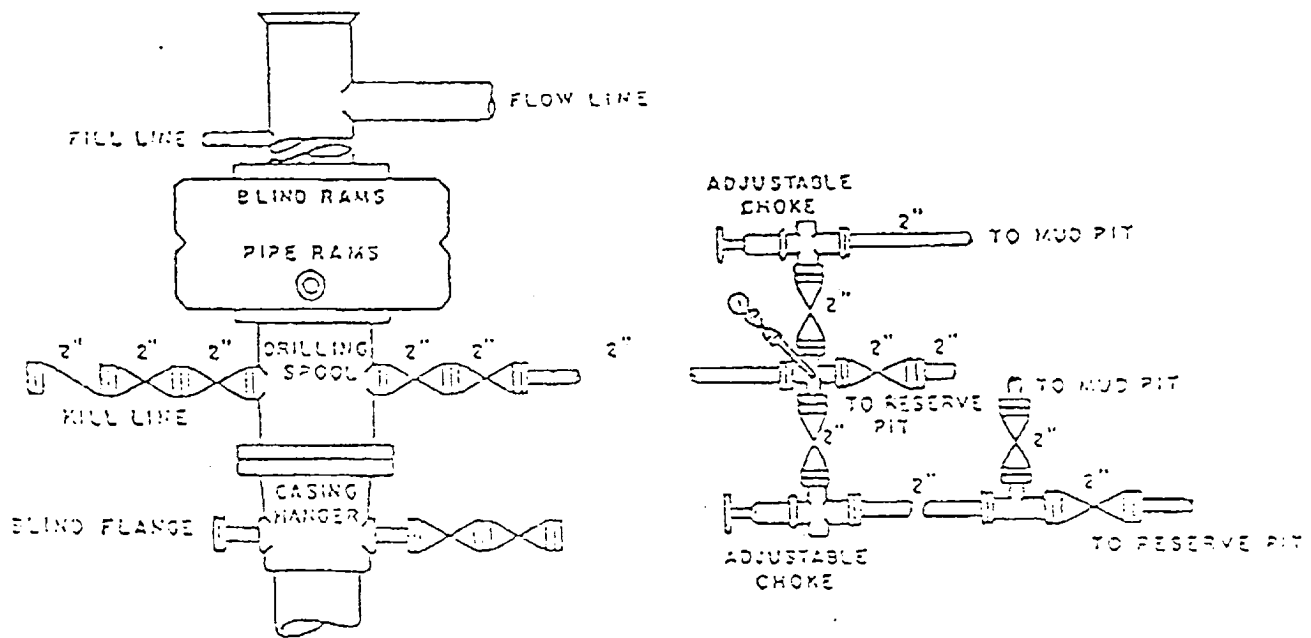 FLOW LINE
FILL LINE
BLIND RAMS
PIPE RAMS
2" 2" 2"
DRILLING
SPOOL
2" 2" 2"
KILL LINE
CASING
HANGER
BLIND FLANGE
ADJUSTABLE
CHOKE
2"
TO MUD PIT
2"
2" 2"
TO RESERVE
PIT
TO MUD PIT
2"
2"
2"
2"
TO RESERVE PIT
ADJUSTABLE
CHOKE